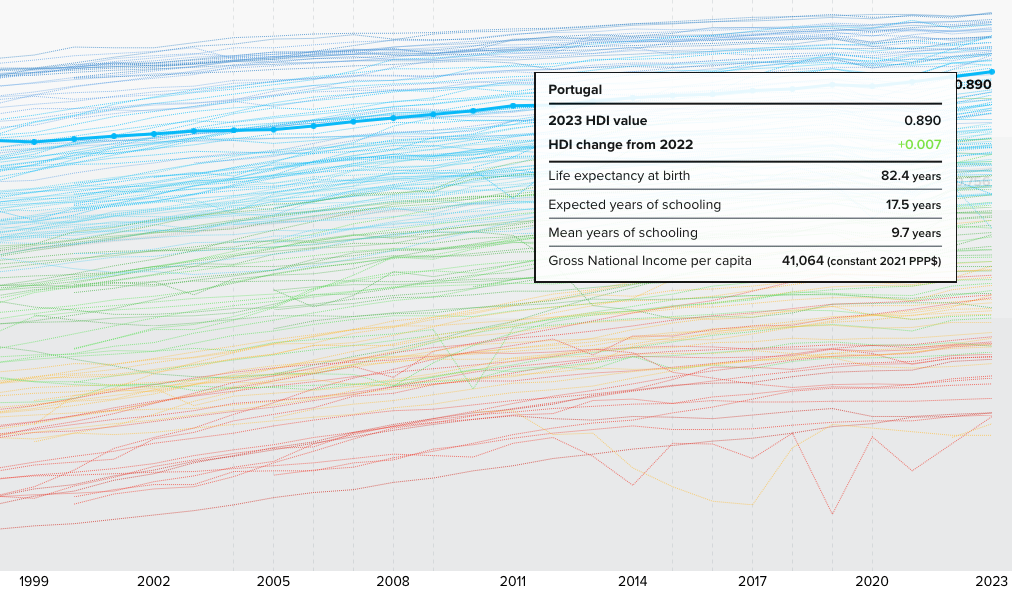 Portugal
0.890
2023 HDI value 0.890
HDI change from 2022 +0.007
Life expectancy at birth 82.4 years
Expected years of schooling 17.5 years
Mean years of schooling 9.7 years
Gross National Income per capita 41,064 (constant 2021 PPP$)
1999 2002 2005 2008 2011 2014 2017 2020 2023